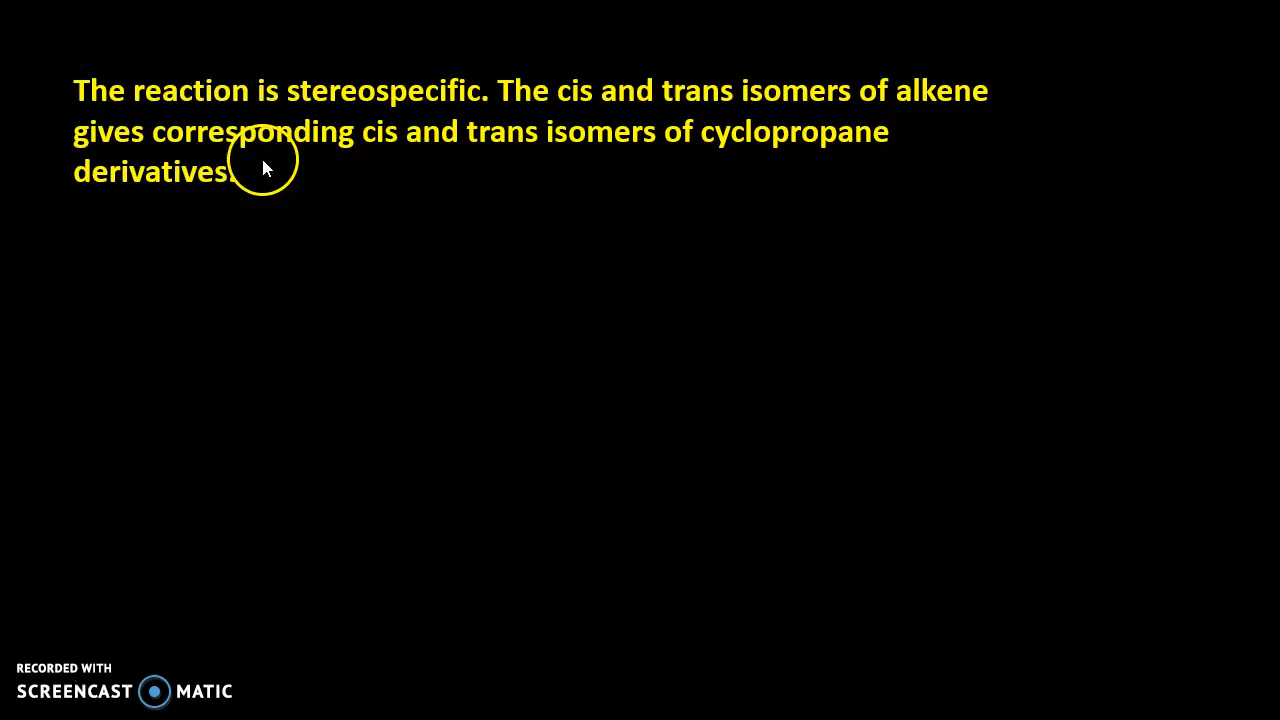 The reaction is stereospecific. The cis and trans isomers of alkene
gives corresponding cis and trans isomers of cyclopropane
derivatives.
RECORDED WITH
SCREENCAST MATIC